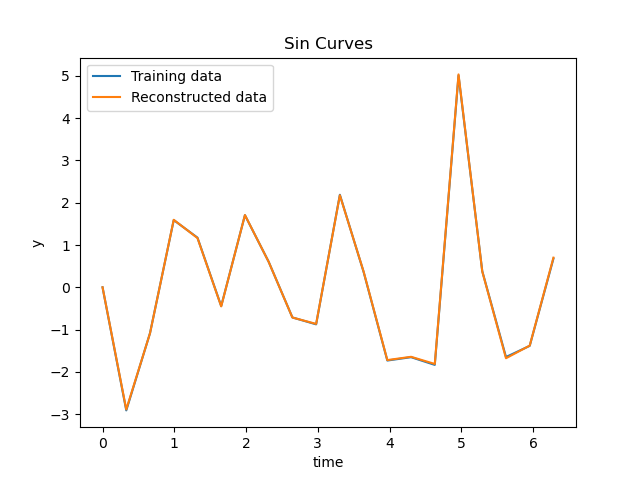 Sin Curves
Training data
Reconstructed data
5
4
3
2
1
0
−1
−2
−3
y
0 1 2 3 4 5 6
time